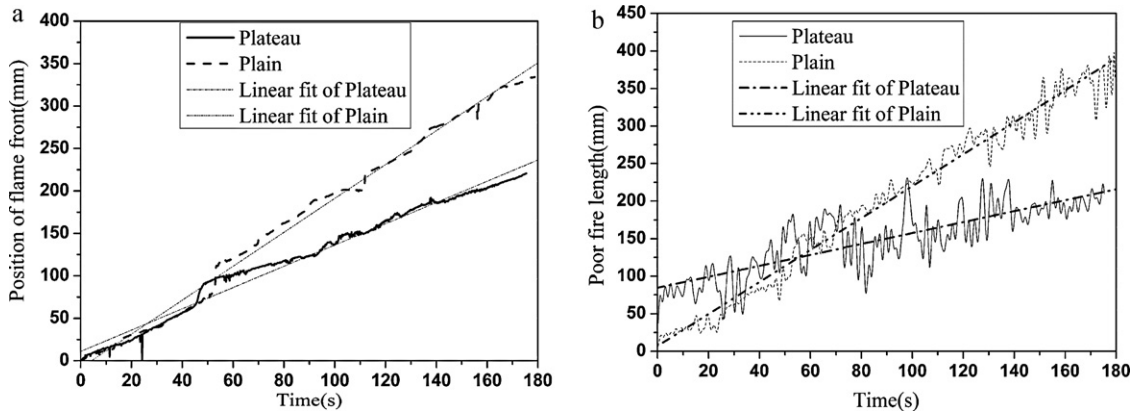 a
Position of flame front(mm)
400
350
300
250
200
150
100
50
0
Plateau
Plain
Linear fit of Plateau
Linear fit of Plain
0 20 40 60 80 100 120 140 160 180
Time(s)
b
Poor fire length(mm)
450
400
350
300
250
200
150
100
50
0
Plateau
Plain
Linear fit of Plateau
Linear fit of Plain
0 20 40 60 80 100 120 140 160 180
Time(s)